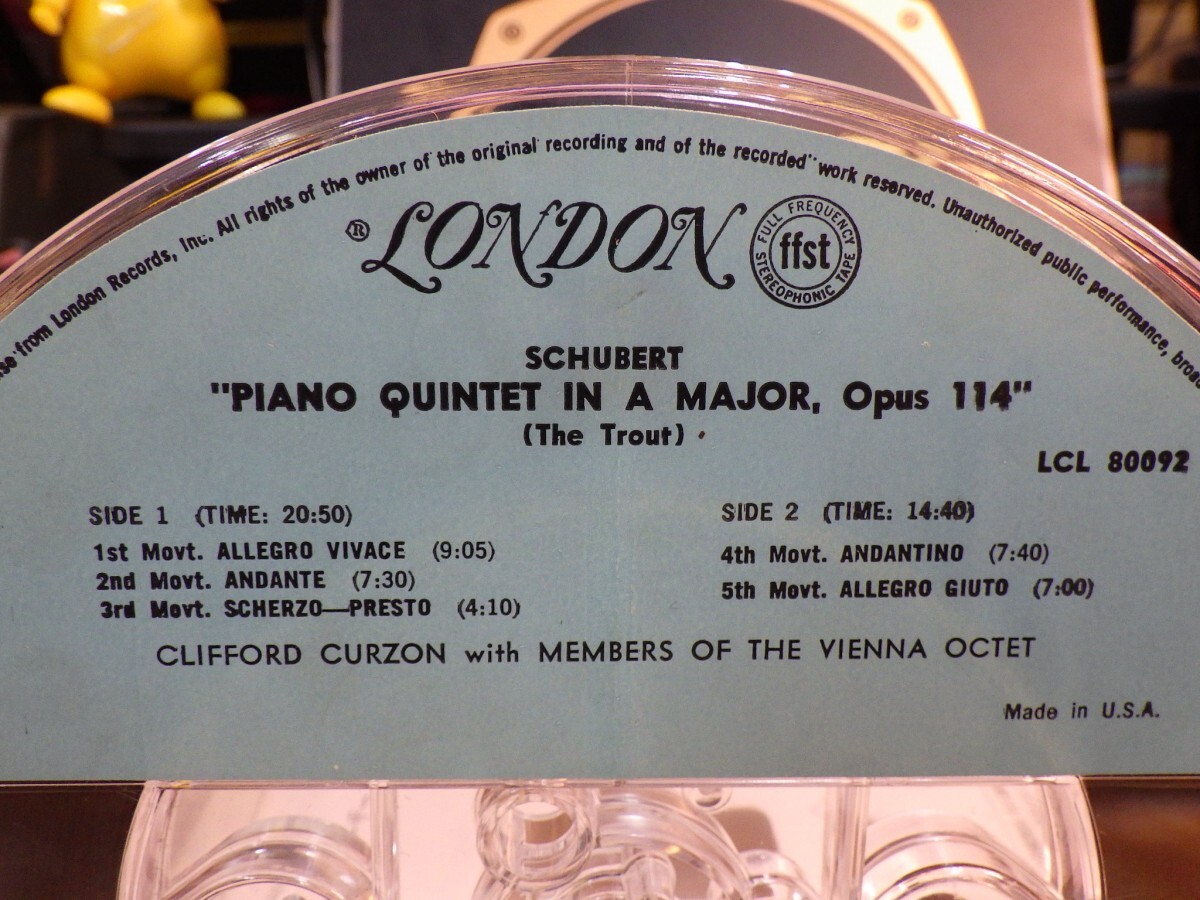 from London Records, Inc. All rights of the owner of the original recording and of the recorded work reserved. Unauthorized public performance,
® LONDON
FULL FREQUENCY
ffst
STEREOPHONIC TAPE
SCHUBERT
"PIANO QUINTET IN A MAJOR, Opus 114"
(The Trout)
LCL 80092
SIDE 1 (TIME: 20:50)
1st Movt. ALLEGRO VIVACE (9:05)
2nd Movt. ANDANTE (7:30)
3rd Movt. SCHERZO—PRESTO (4:10)
SIDE 2 (TIME: 14:40)
4th Movt. ANDANTINO (7:40)
5th Movt. ALLEGRO GIUTO (7:00)
CLIFFORD CURZON with MEMBERS OF THE VIENNA OCTET
Made in U.S.A.